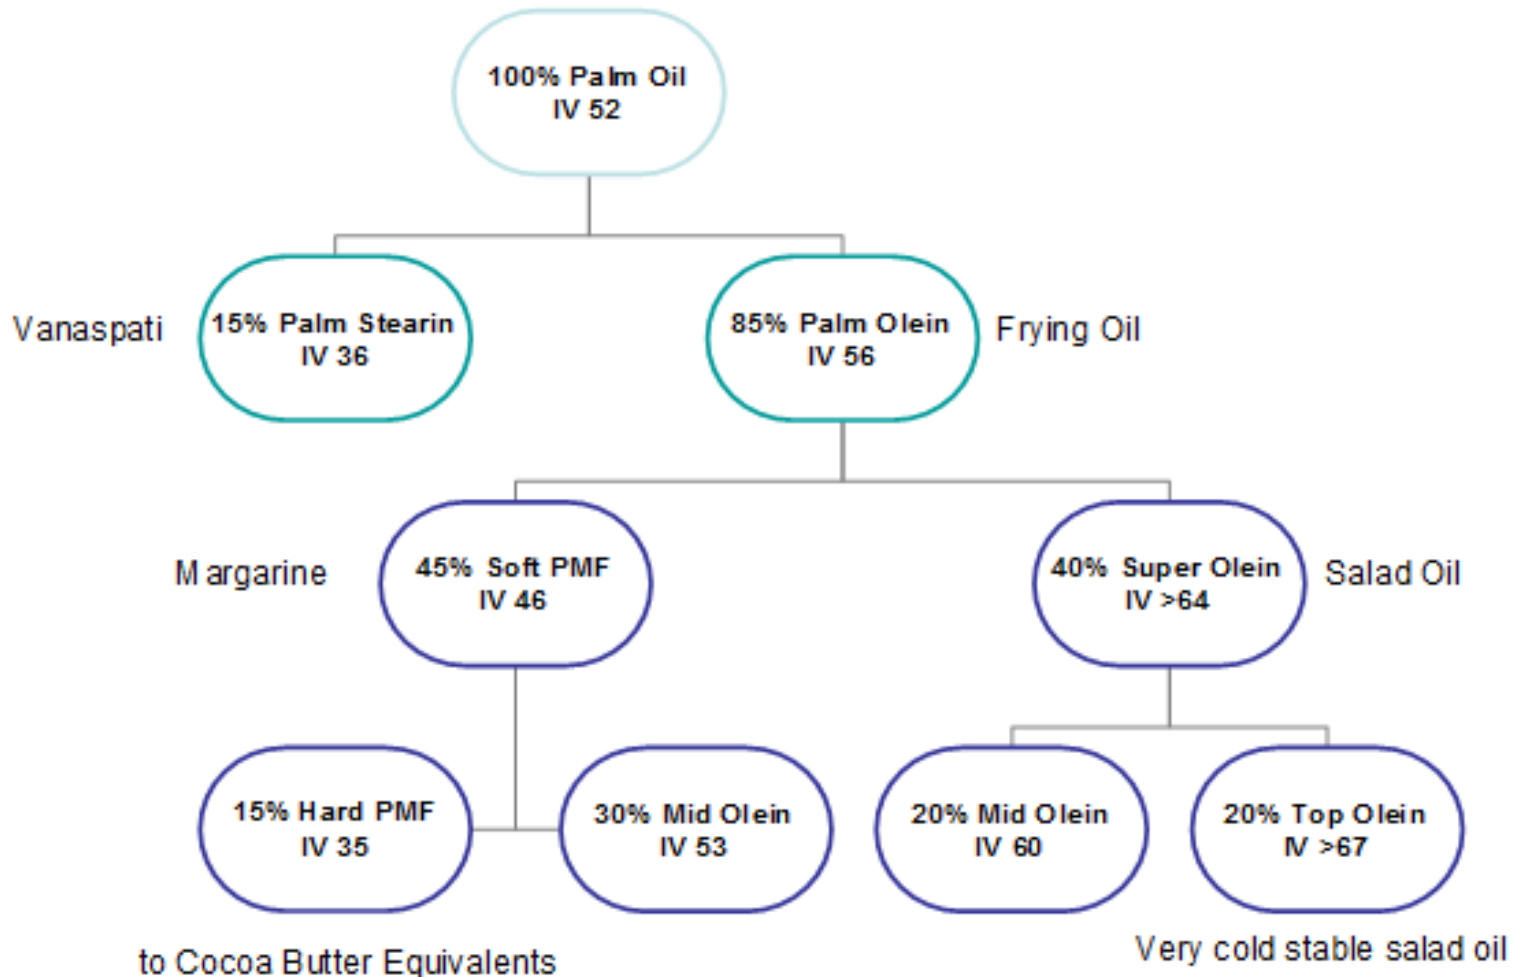 100% Palm Oil
IV 52
Vanaspati
15% Palm Stearin
IV 36
85% Palm Olein
IV 56
Frying Oil
Margarine
45% Soft PMF
IV 46
40% Super Olein
IV >64
Salad Oil
15% Hard PMF
IV 35
30% Mid Olein
IV 53
20% Mid Olein
IV 60
20% Top Olein
IV >67
to Cocoa Butter Equivalents
Very cold stable salad oil